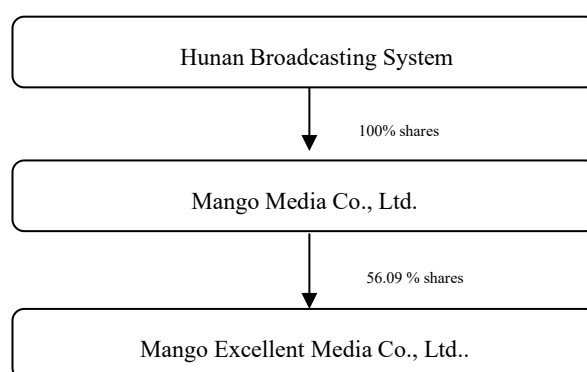 Hunan Broadcasting System
100% shares
Mango Media Co., Ltd.
56.09 % shares
Mango Excellent Media Co., Ltd..